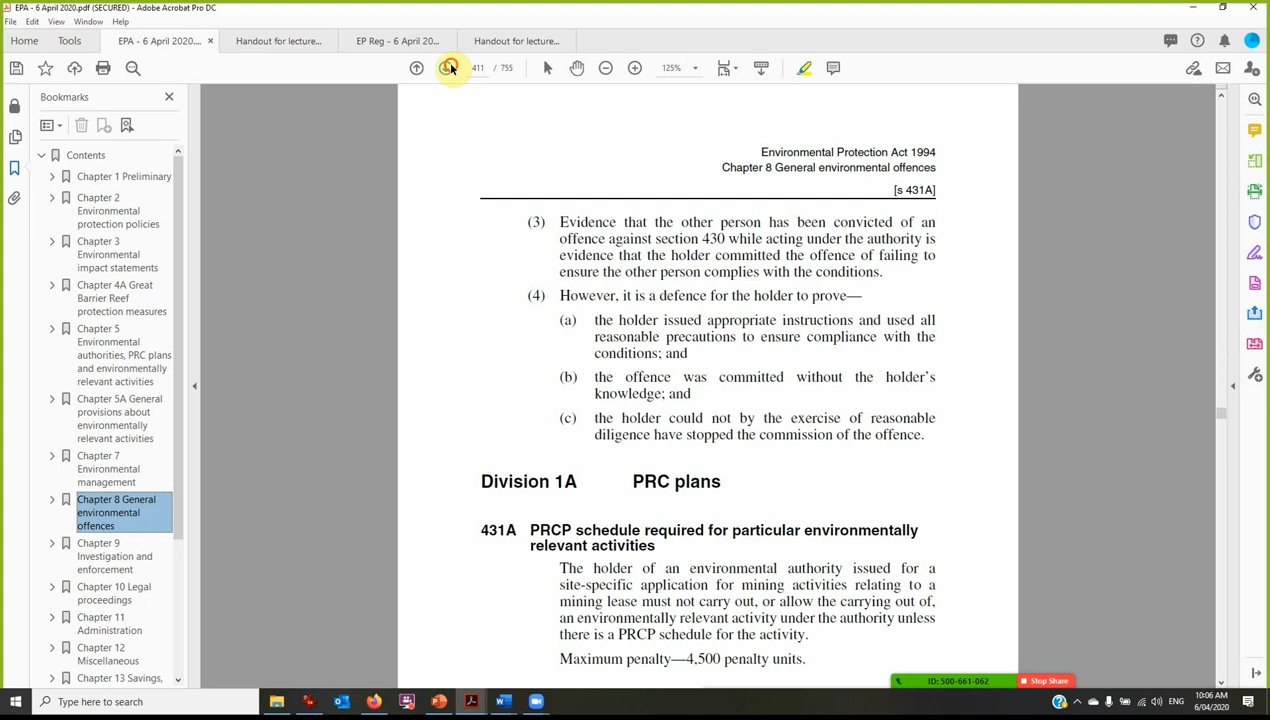 EPA - 6 April 2020.pdf (SECURED) - Adobe Acrobat Pro DC
File Edit View Window Help
Home Tools EPA - 6 April 2020.... × Handout for lecture... EP Reg - 6 April 20... Handout for lecture...
411 / 755 125%
Bookmarks
Contents
Chapter 1 Preliminary
Chapter 2
Environmental
protection policies
Chapter 3
Environmental
impact statements
Chapter 4A Great
Barrier Reef
protection measures
Chapter 5
Environmental
authorities, PRC plans
and environmentally
relevant activities
Chapter 5A General
provisions about
environmentally
relevant activities
Chapter 7
Environmental
management
Chapter 8 General
environmental
offences
Chapter 9
Investigation and
enforcement
Chapter 10 Legal
proceedings
Chapter 11
Administration
Chapter 12
Miscellaneous
Chapter 13 Savings,
Environmental Protection Act 1994
Chapter 8 General environmental offences
[s 431A]
(3) Evidence that the other person has been convicted of an
offence against section 430 while acting under the authority is
evidence that the holder committed the offence of failing to
ensure the other person complies with the conditions.
(4) However, it is a defence for the holder to prove—
(a) the holder issued appropriate instructions and used all
reasonable precautions to ensure compliance with the
conditions; and
(b) the offence was committed without the holder's
knowledge; and
(c) the holder could not by the exercise of reasonable
diligence have stopped the commission of the offence.
Division 1A PRC plans
431A PRCP schedule required for particular environmentally
relevant activities
The holder of an environmental authority issued for a
site-specific application for mining activities relating to a
mining lease must not carry out, or allow the carrying out of,
an environmentally relevant activity under the authority unless
there is a PRCP schedule for the activity.
Maximum penalty—4,500 penalty units.
ID: 500-661-062 Stop Share
Type here to search
ENG
10:06 AM
6/04/2020